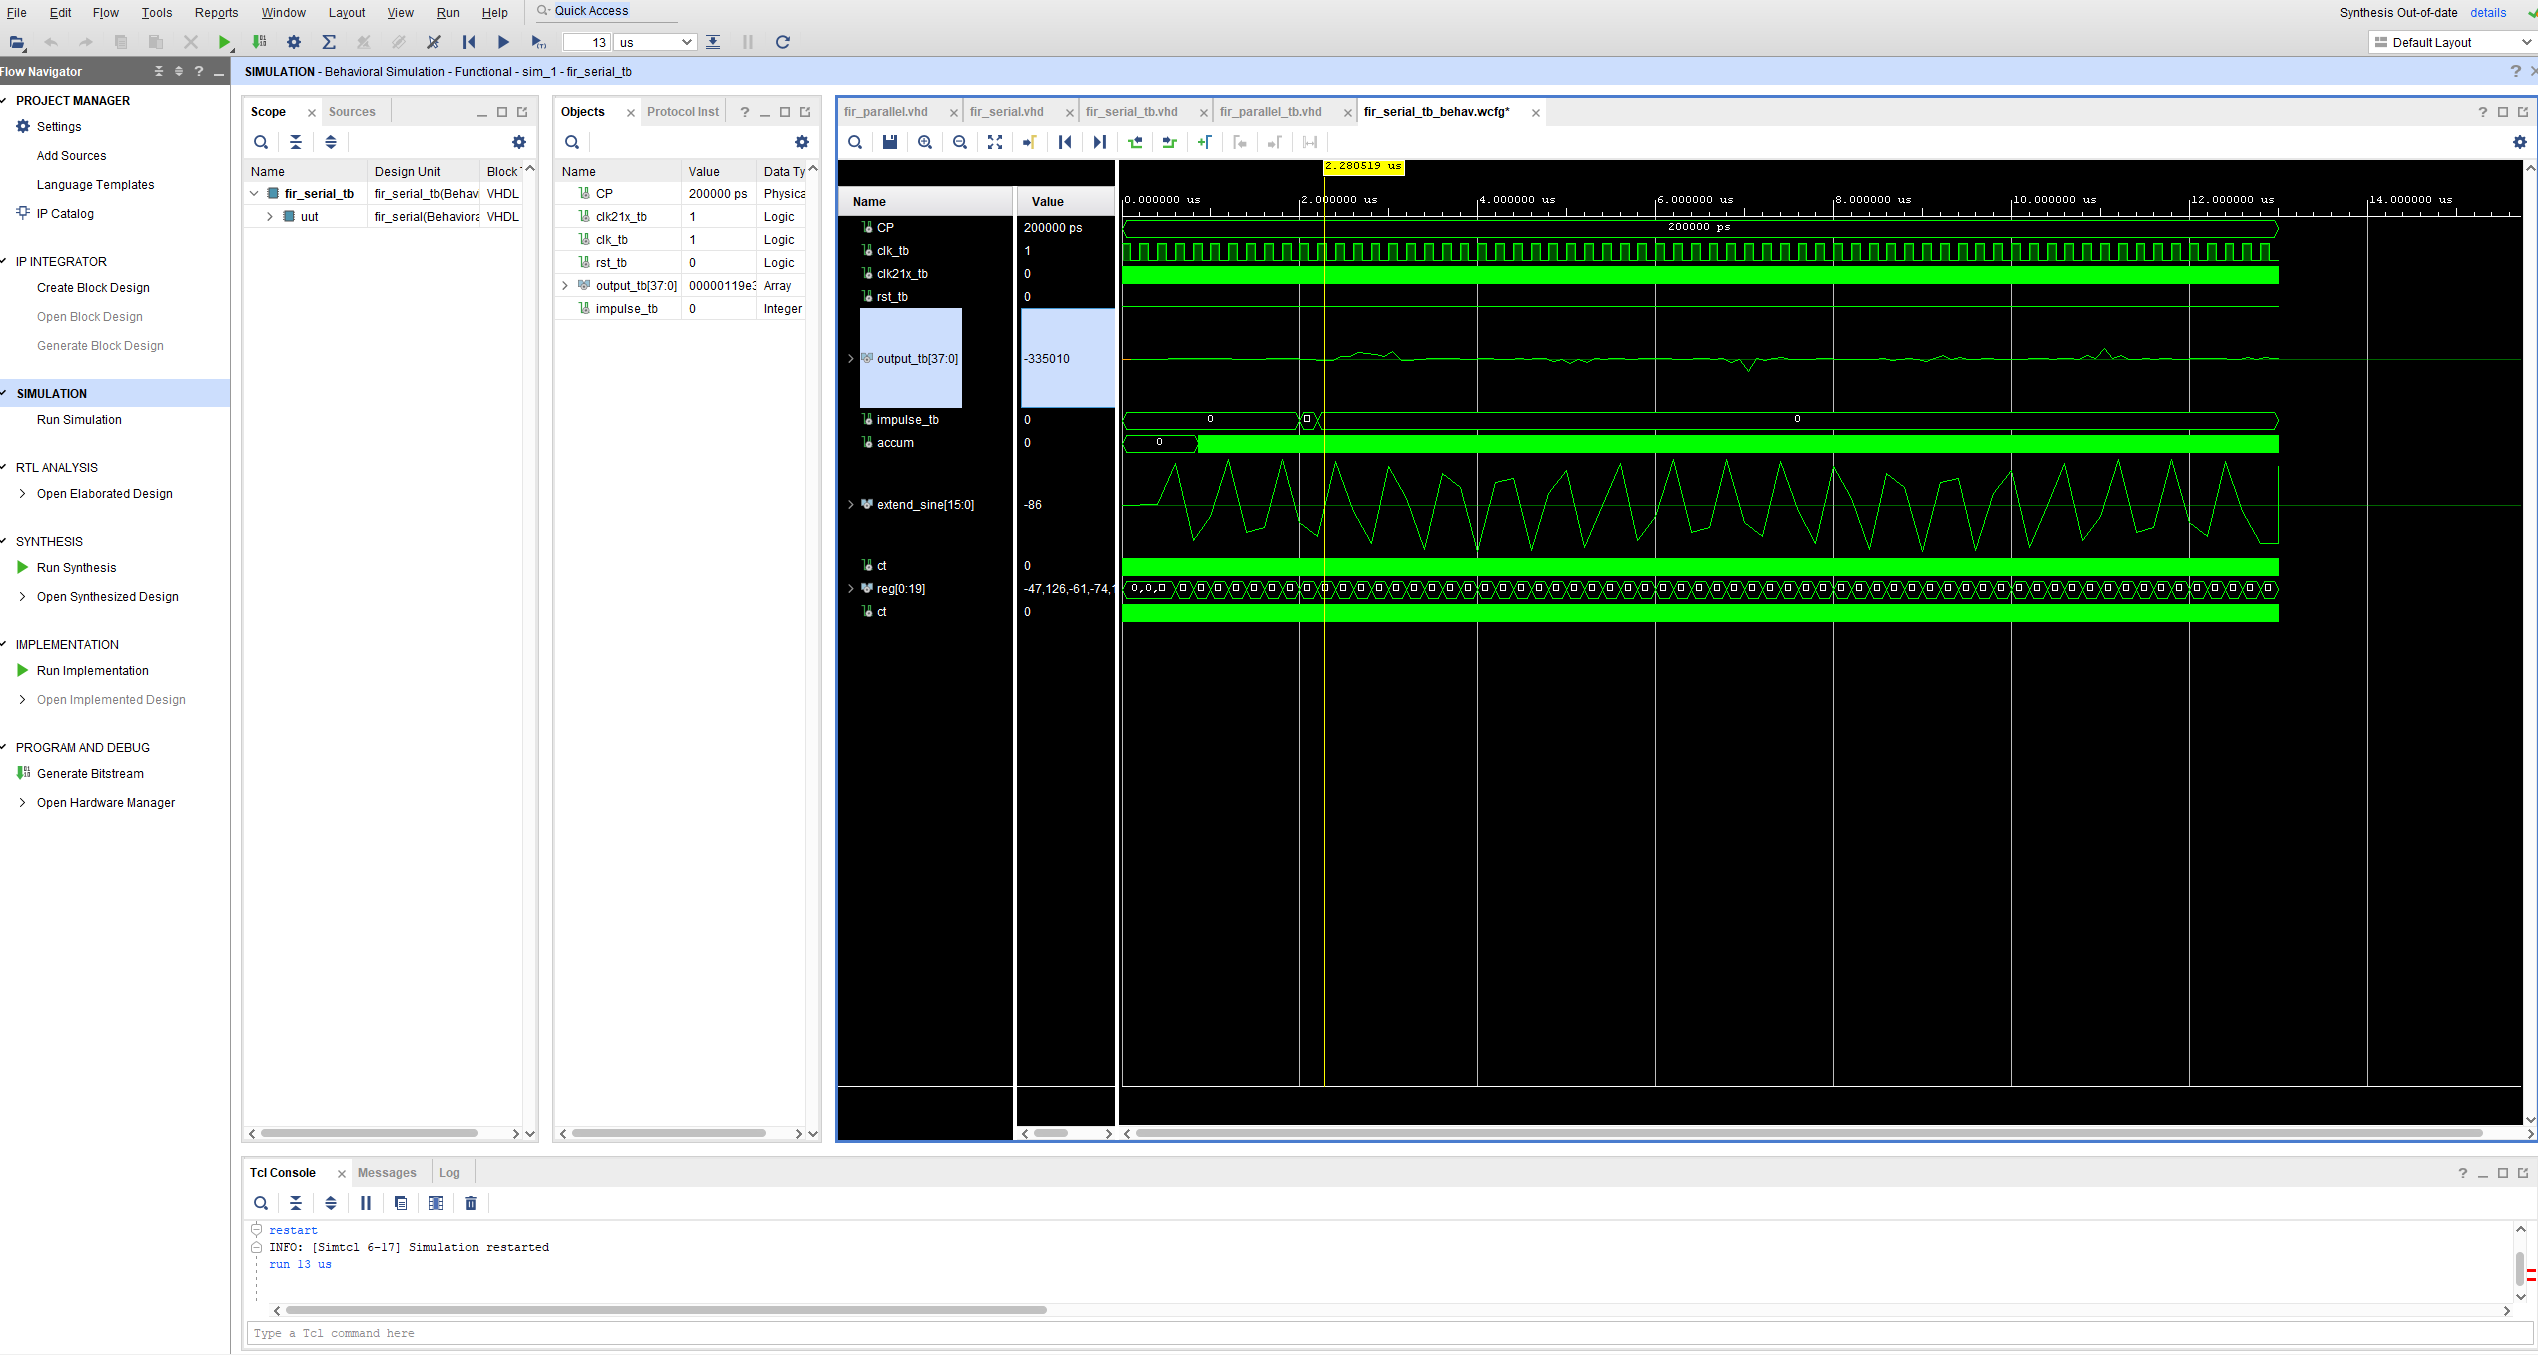 File Edit Flow Tools Reports Window Layout View Run Help Quick Access
Synthesis Out-of-date details
13 us
Default Layout
Flow Navigator
SIMULATION - Behavioral Simulation - Functional - sim_1 - fir_serial_tb
PROJECT MANAGER
Settings
Add Sources
Language Templates
IP Catalog
IP INTEGRATOR
Create Block Design
Open Block Design
Generate Block Design
SIMULATION
Run Simulation
RTL ANALYSIS
Open Elaborated Design
SYNTHESIS
Run Synthesis
Open Synthesized Design
IMPLEMENTATION
Run Implementation
Open Implemented Design
PROGRAM AND DEBUG
Generate Bitstream
Open Hardware Manager
Scope Sources
Name Design Unit Block
fir_serial_tb fir_serial_tb(Behav VHDL
uut fir_serial(Behaviora VHDL
Objects Protocol Inst
Name Value Data Ty
CP 200000 ps Physica
clk21x_tb 1 Logic
clk_tb 1 Logic
rst_tb 0 Logic
output_tb[37:0] 00000119e3 Array
impulse_tb 0 Integer
fir_parallel.vhd fir_serial.vhd fir_serial_tb.vhd fir_parallel_tb.vhd fir_serial_tb_behav.wcfg*
2.280519 us
Name Value
0.000000 us 2.000000 us 4.000000 us 6.000000 us 8.000000 us 10.000000 us 12.000000 us 14.000000 us
CP 200000 ps 200000 ps
clk_tb 1
clk21x_tb 0
rst_tb 0
output_tb[37:0] -335010
impulse_tb 0 0 0
accum 0 0
extend_sine[15:0] -86
ct 0
reg[0:19] -47,126,-61,-74,1 0,0,0
ct 0
Tcl Console Messages Log
restart
INFO: [Simtcl 6-17] Simulation restarted
run 13 us
Type a Tcl command here